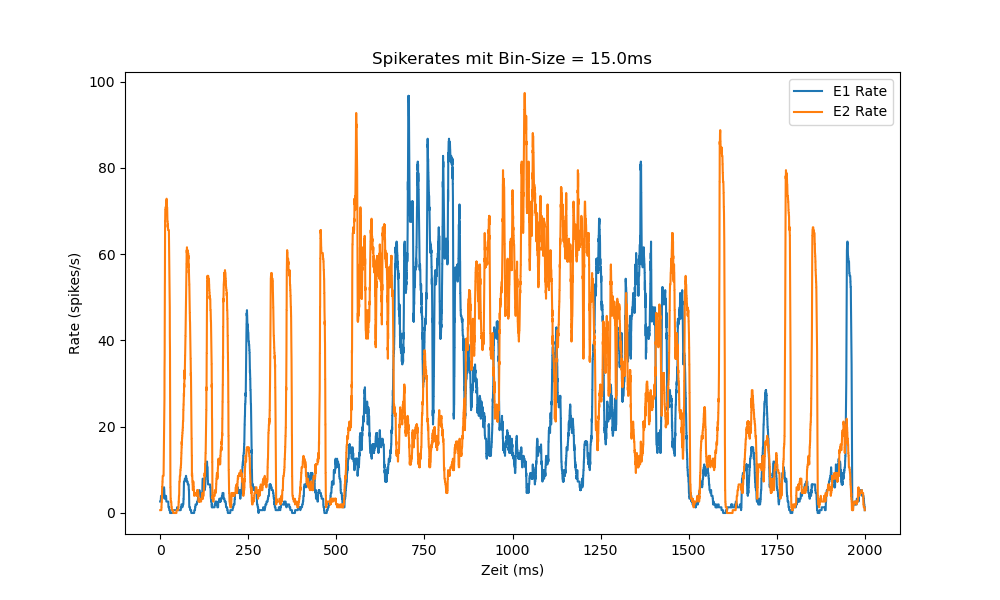 Spikerates mit Bin-Size = 15.0ms
E1 Rate
E2 Rate
100
80
60
40
20
0
Rate (spikes/s)
0 250 500 750 1000 1250 1500 1750 2000
Zeit (ms)